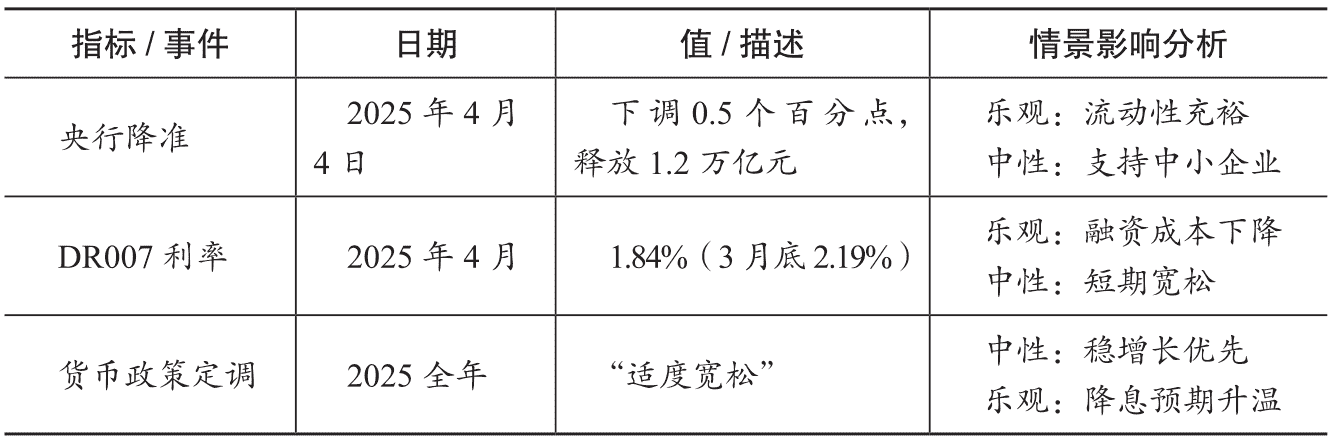 指标 / 事件
日期
值 / 描述
情景影响分析
央行降准
2025 年 4 月
4 日
下调 0.5 个百分点，
释放 1.2 万亿元
乐观：流动性充裕
中性：支持中小企业
DR007 利率
2025 年 4 月
1.84%（3 月底 2.19%）
乐观：融资成本下降
中性：短期宽松
货币政策定调
2025 全年
“适度宽松”
中性：稳增长优先
乐观：降息预期升温